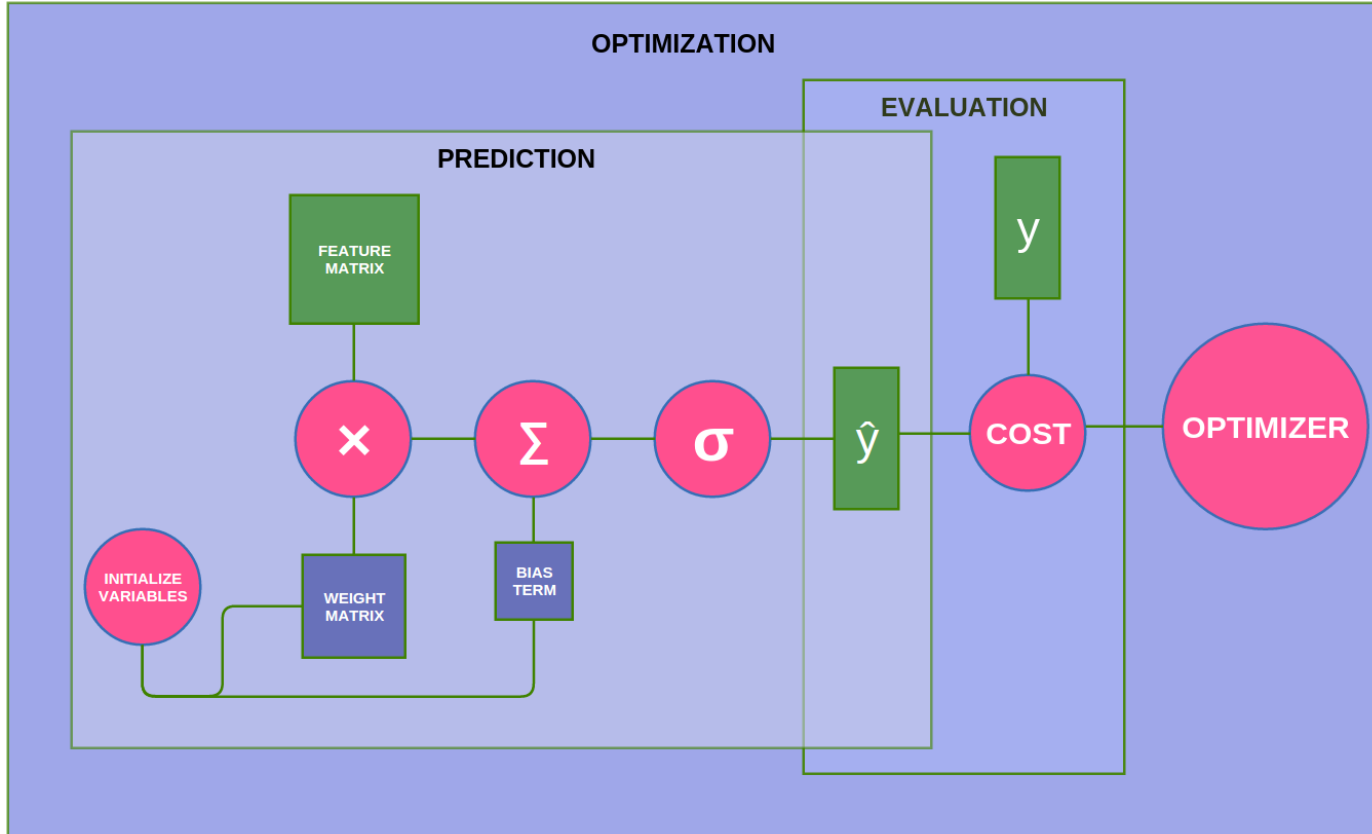 OPTIMIZATION
EVALUATION
PREDICTION
FEATURE
MATRIX
y
×
Σ
σ
ŷ
COST
OPTIMIZER
INITIALIZE
VARIABLES
WEIGHT
MATRIX
BIAS
TERM